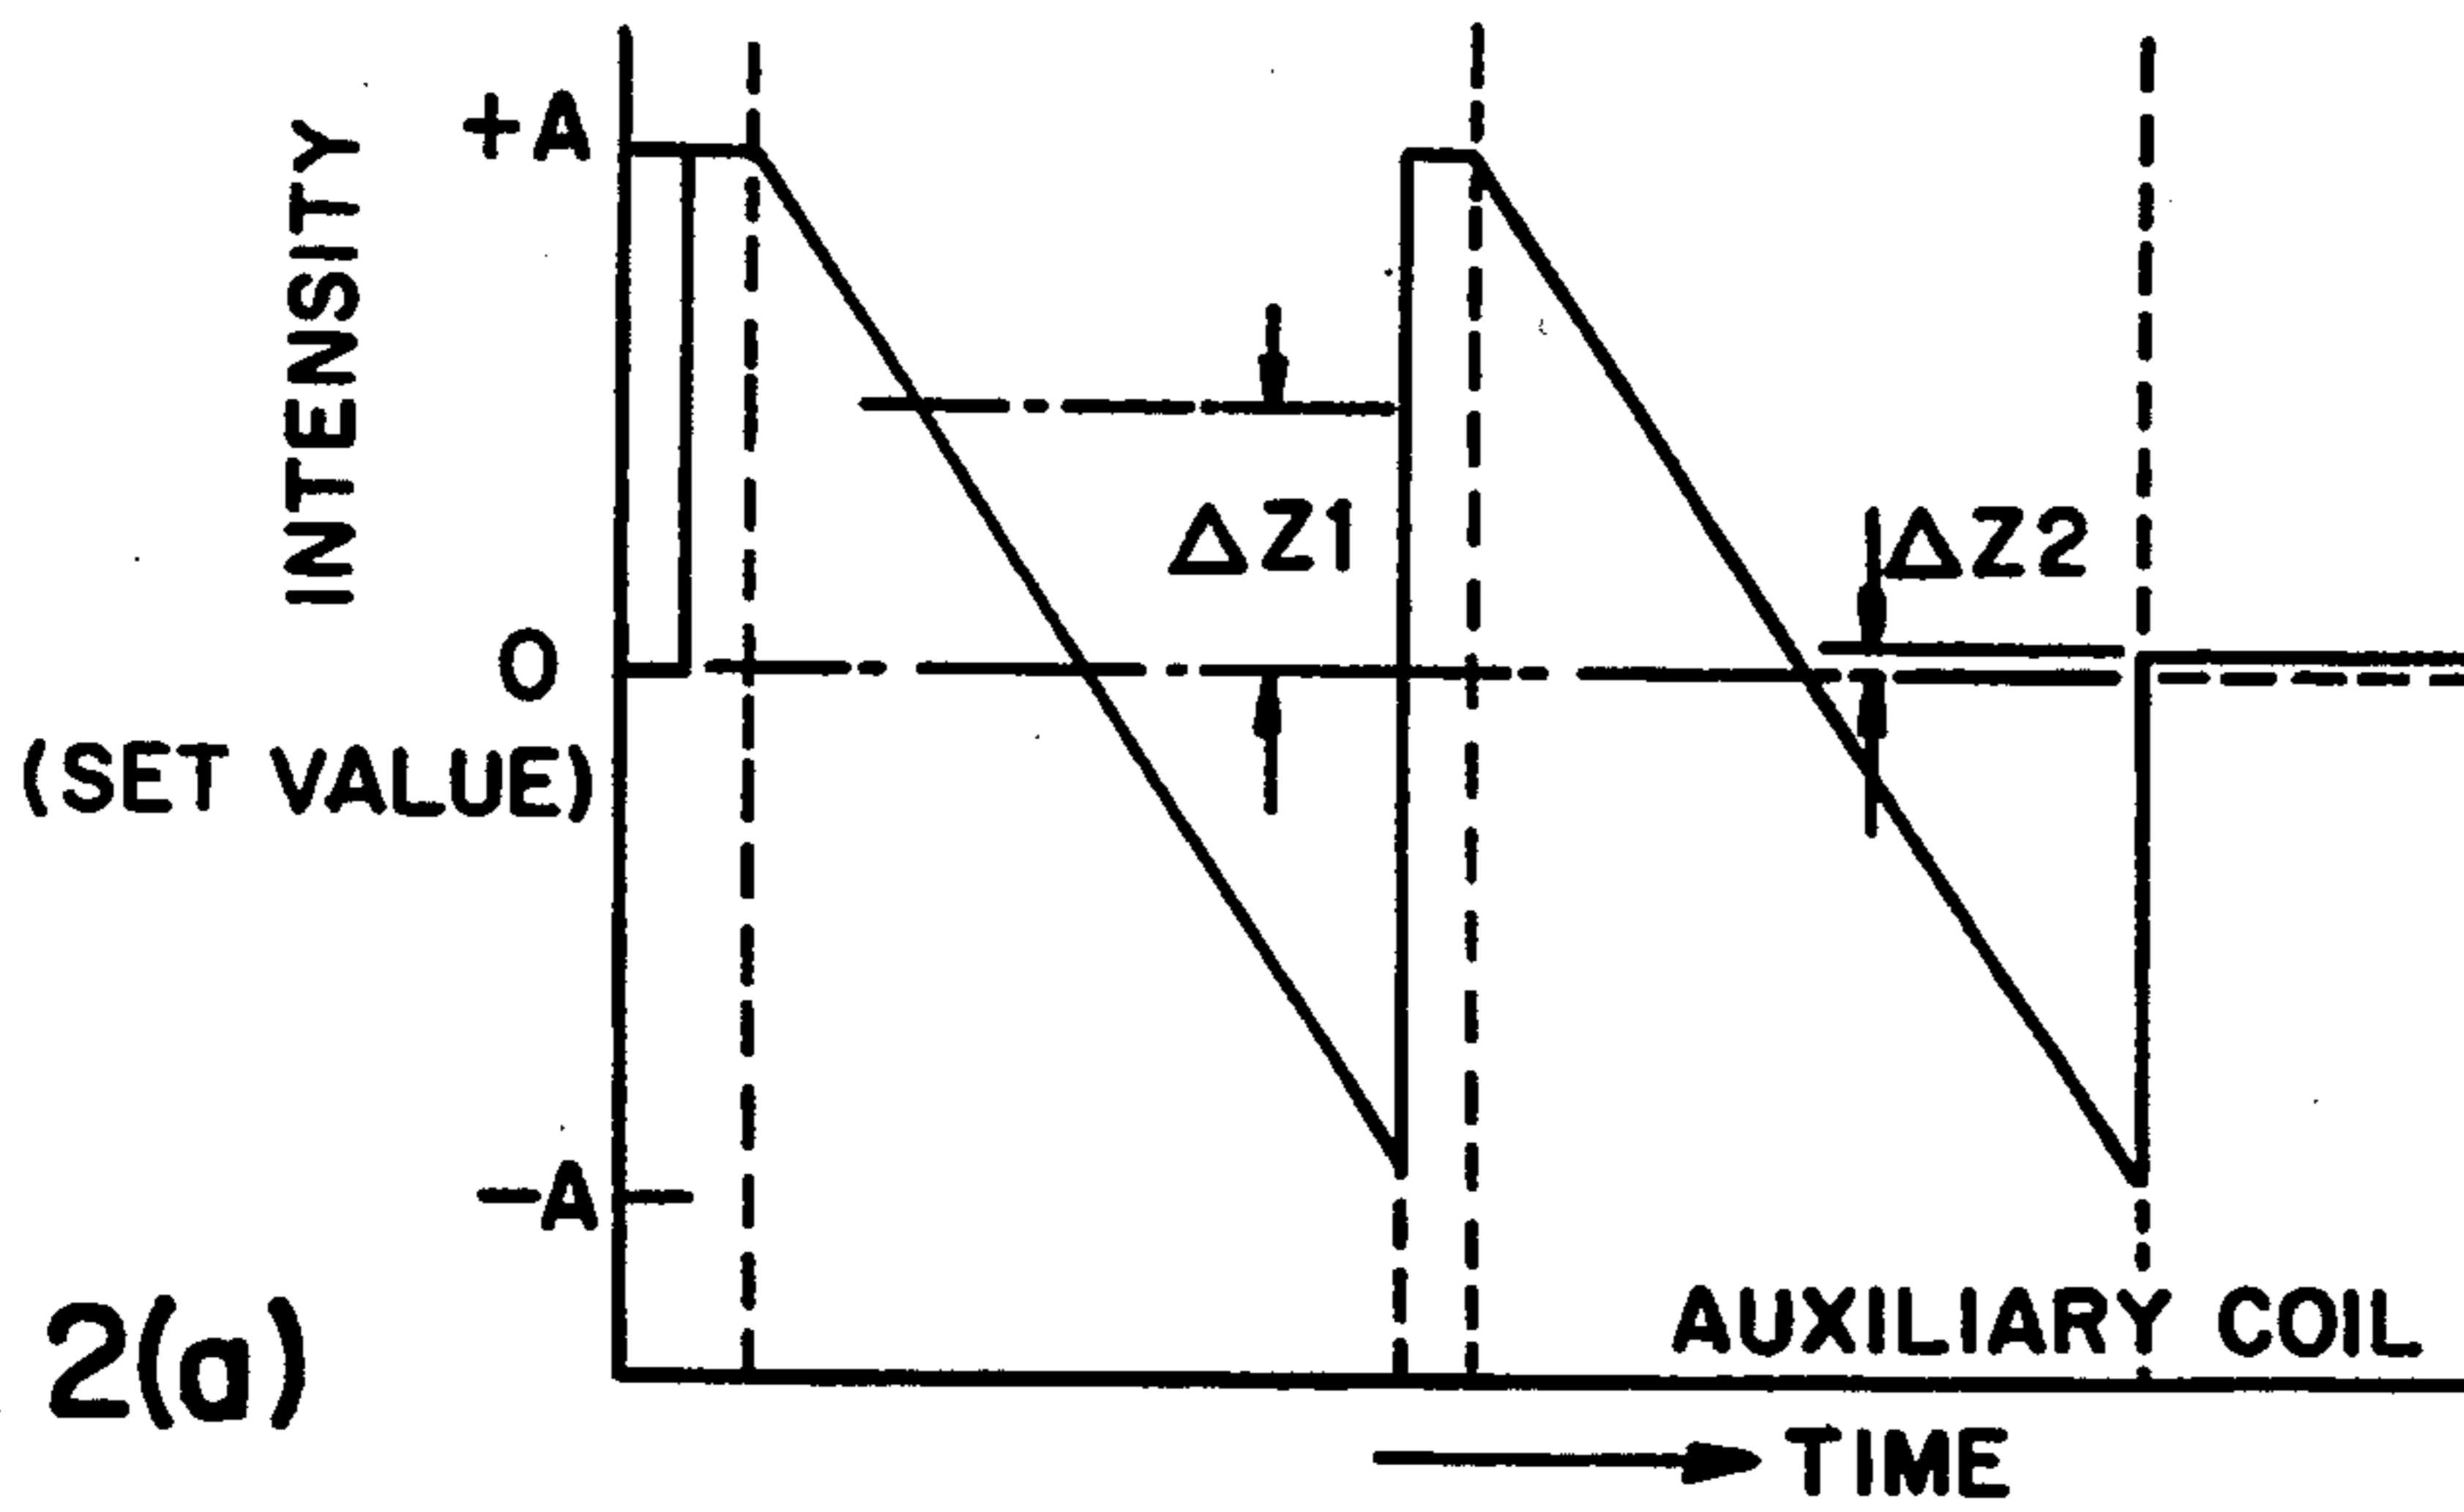 +A
INTENSITY
ΔZ1
ΔZ2
0
(SET VALUE)
-A
AUXILIARY COIL
2(a)
TIME